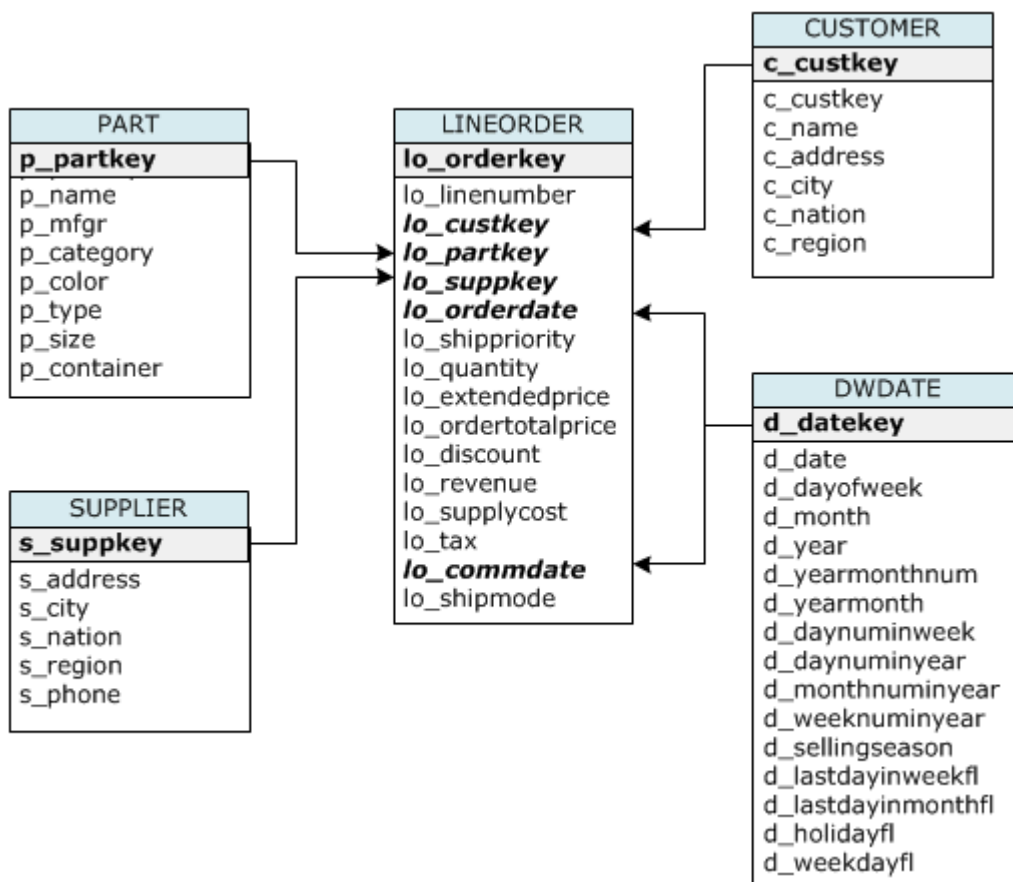 PART
p_partkey
p_name
p_mfgr
p_category
p_color
p_type
p_size
p_container
SUPPLIER
s_suppkey
s_address
s_city
s_nation
s_region
s_phone
LINEORDER
lo_orderkey
lo_linenumber
lo_custkey
lo_partkey
lo_suppkey
lo_orderdate
lo_shippriority
lo_quantity
lo_extendedprice
lo_ordertotalprice
lo_discount
lo_revenue
lo_supplycost
lo_tax
lo_commdate
lo_shipmode
CUSTOMER
c_custkey
c_custkey
c_name
c_address
c_city
c_nation
c_region
DWDATE
d_datekey
d_date
d_dayofweek
d_month
d_year
d_yearmonthnum
d_yearmonth
d_daynuminweek
d_daynuminyear
d_monthnuminyear
d_weeknuminyear
d_sellingseason
d_lastdayinweekfl
d_lastdayinmonthfl
d_holidayfl
d_weekdayfl